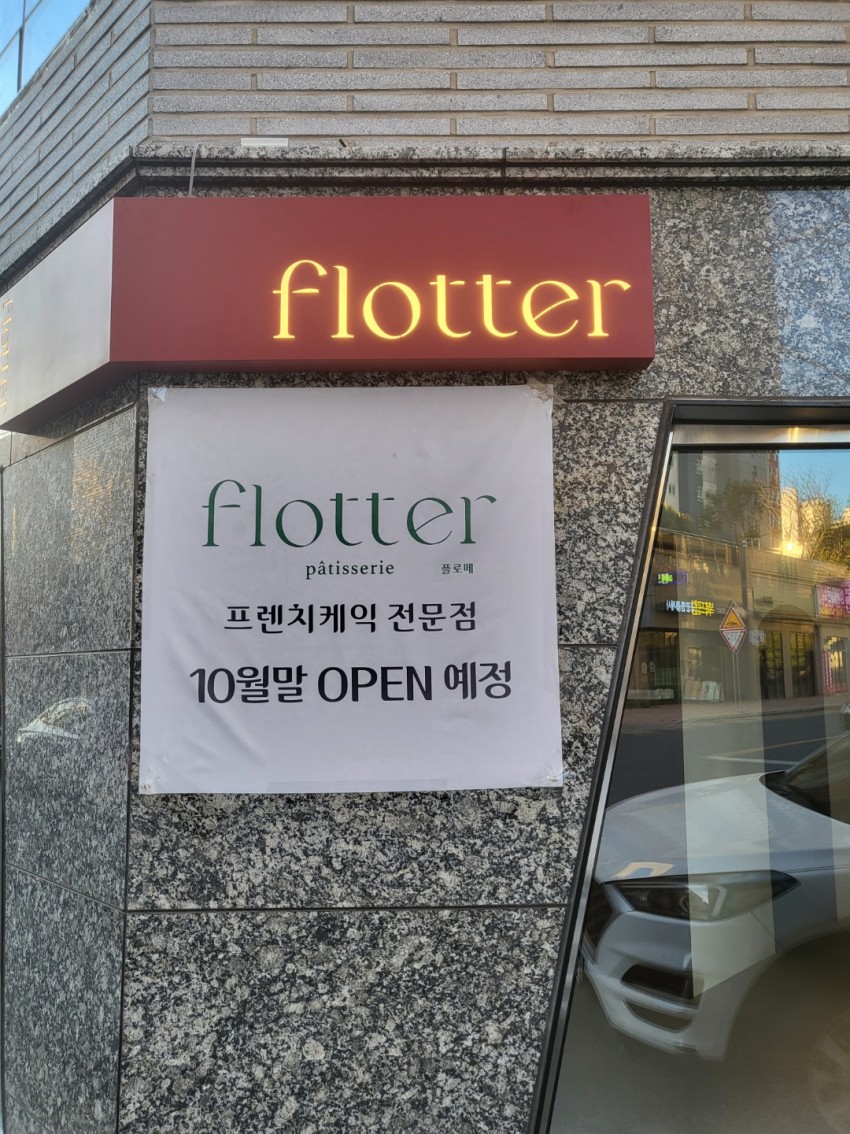 flotter
flotter
pâtisserie 플로떼
프렌치케익 전문점
10월말 OPEN 예정